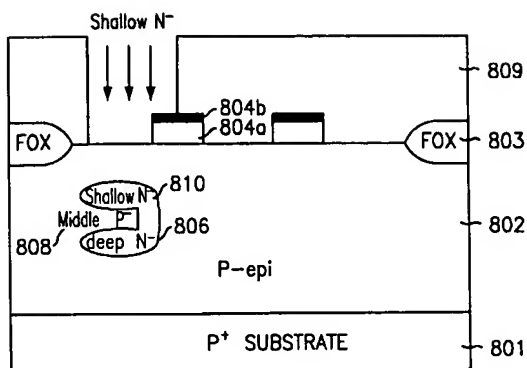 Shallow N⁻
809
804b
804a
FOX
FOX
803
Shallow N⁻
810
Middle P⁻
808
deep N⁻
806
802
P-epi
P⁺ SUBSTRATE
801